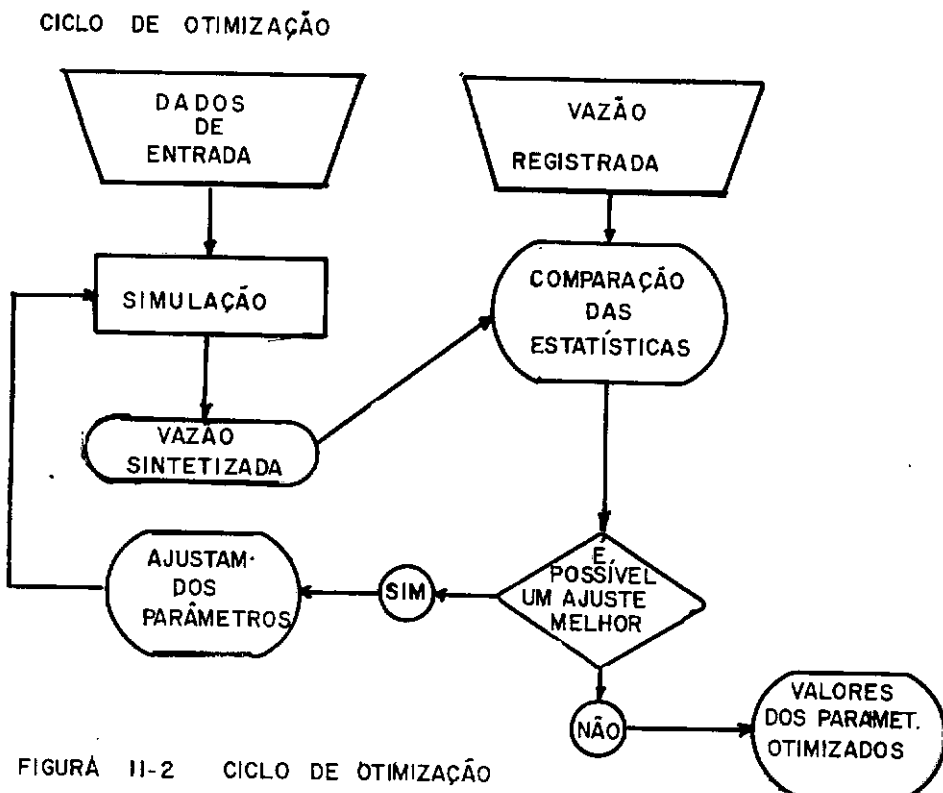 CICLO DE OTIMIZAÇÃO
DADOS
DE
ENTRADA
VAZÃO
REGISTRADA
SIMULAÇÃO
COMPARAÇÃO
DAS
ESTATÍSTICAS
VAZÃO
SINTETIZADA
AJUSTAM·
DOS
PARÂMETROS
SIM
É
POSSÍVEL
UM AJUSTE
MELHOR
NÃO
VALORES
DOS PARAMET.
OTIMIZADOS
FIGURA II-2 CICLO DE OTIMIZAÇÃO